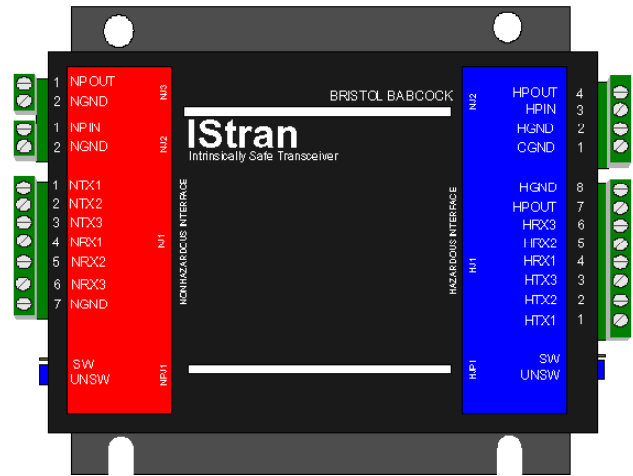 1 NPOUT
2 NGND
NJ3
1 NPIN
2 NGND
NJ2
1 NTX1
2 NTX2
3 NTX3
4 NRX1
5 NRX2
6 NRX3
7 NGND
NJ1
NONHAZARDOUS INTERFACE
SW
UNSW
NPJ1
BRISTOL BABCOCK
IStran
Intrinsically Safe Transceiver
NJ2
HPOUT 4
HPIN 3
HGND 2
CGND 1
HGND 8
HPOUT 7
HRX3 6
HRX2 5
HRX1 4
HTX3 3
HTX2 2
HTX1 1
HJ1
HAZARDOUS INTERFACE
SW
UNSW
HJPI